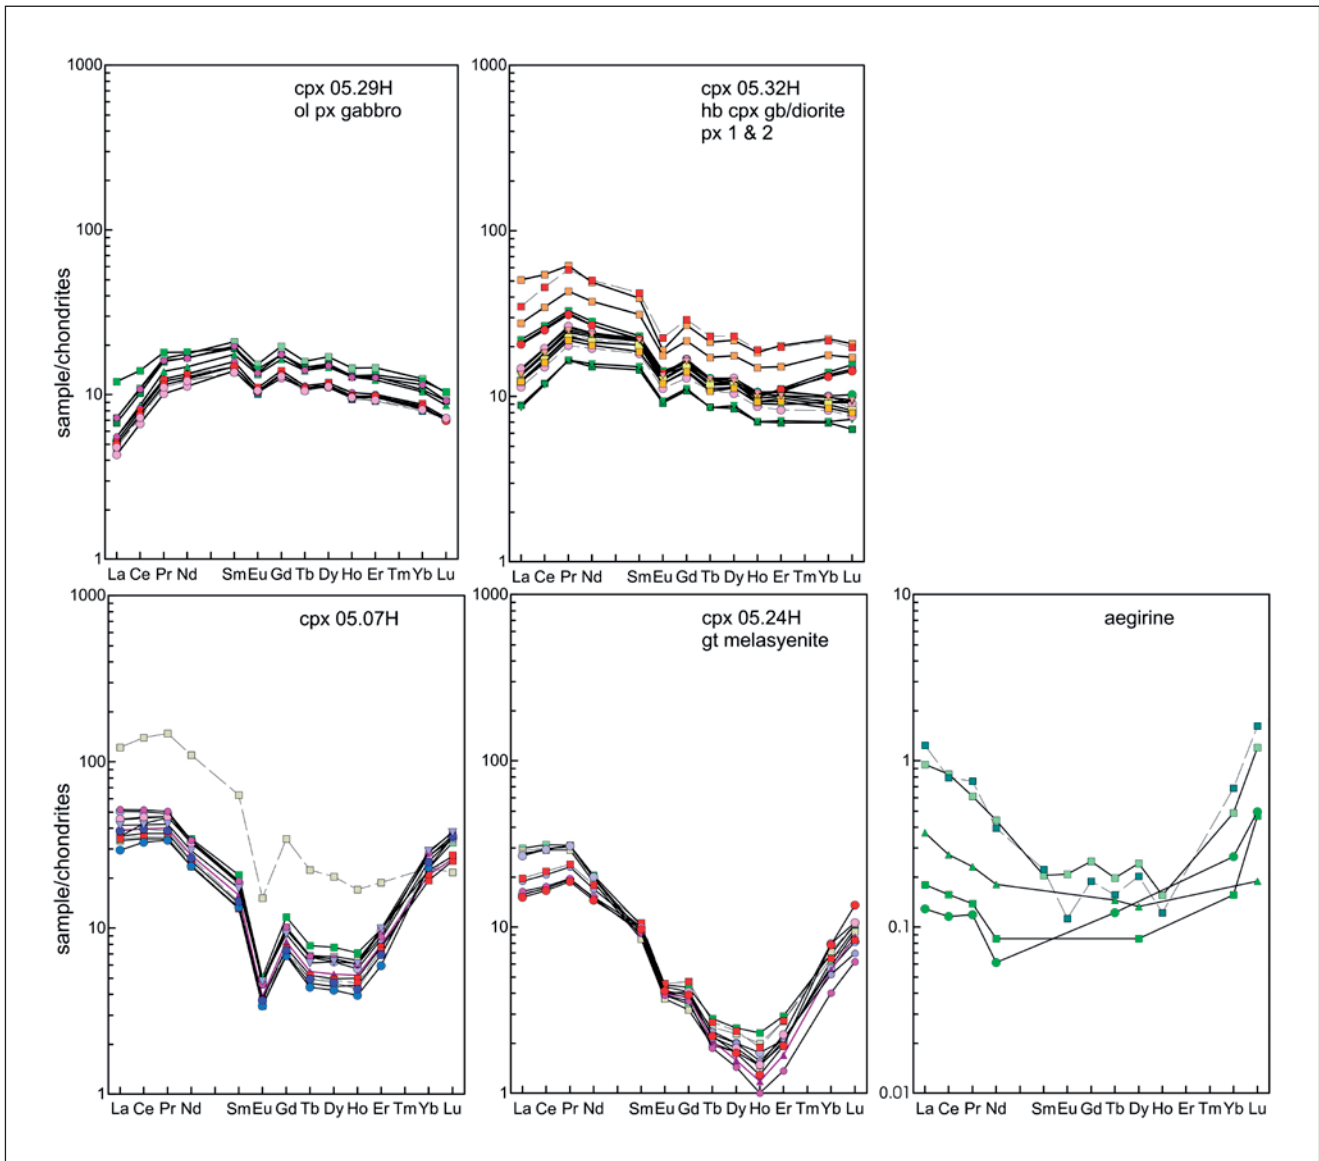 1000
100
10
1
sample/chondrites
cpx 05.29H
ol px gabbro
La Ce Pr Nd Sm Eu Gd Tb Dy Ho Er Tm Yb Lu
1000
100
10
1
cpx 05.32H
hb cpx gb/diorite
px 1 & 2
La Ce Pr Nd Sm Eu Gd Tb Dy Ho Er Tm Yb Lu
1000
100
10
1
sample/chondrites
cpx 05.07H
La Ce Pr Nd Sm Eu Gd Tb Dy Ho Er Tm Yb Lu
1000
100
10
1
cpx 05.24H
gt melasyenite
La Ce Pr Nd Sm Eu Gd Tb Dy Ho Er Tm Yb Lu
10
1
0.1
0.01
aegirine
La Ce Pr Nd Sm Eu Gd Tb Dy Ho Er Tm Yb Lu